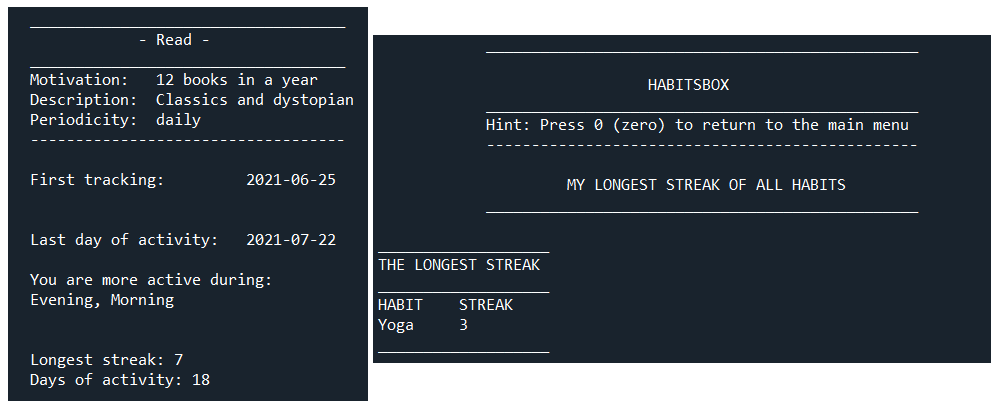 - Read -
Motivation: 12 books in a year
Description: Classics and dystopian
Periodicity: daily
-----------------------------------
First tracking: 2021-06-25
Last day of activity: 2021-07-22
You are more active during:
Evening, Morning
Longest streak: 7
Days of activity: 18
HABITSBOX
Hint: Press 0 (zero) to return to the main menu
------------------------------------------------
MY LONGEST STREAK OF ALL HABITS
THE LONGEST STREAK
HABIT STREAK
Yoga 3